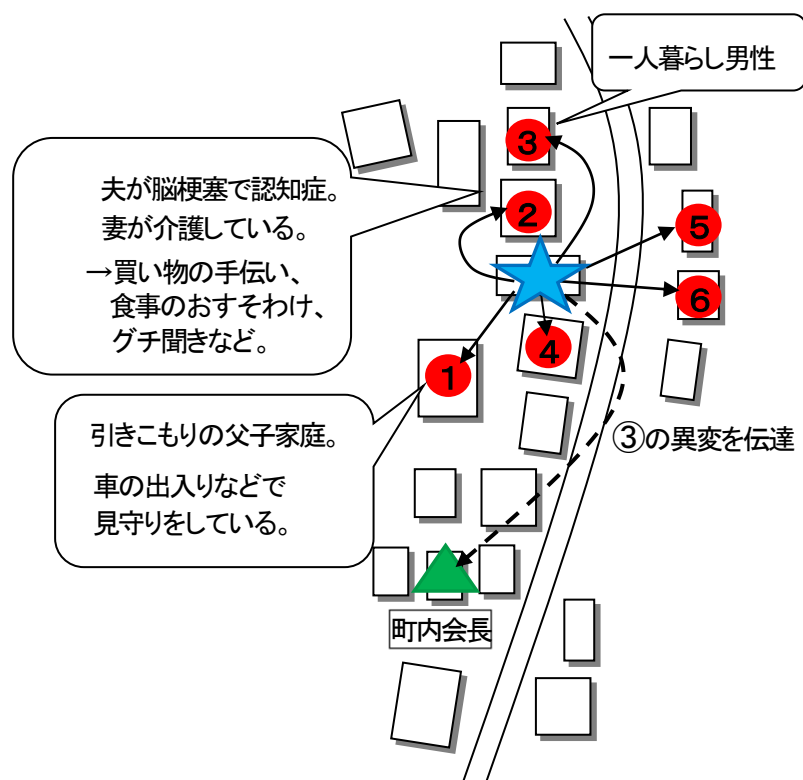 一人暮らし男性
3
夫が脳梗塞で認知症。
妻が介護している。
→買い物の手伝い、
食事のおすそわけ、
グチ聞きなど。
2
5
6
4
1
引きこもりの父子家庭。
車の出入りなどで
見守りをしている。
③の異変を伝達
町内会長